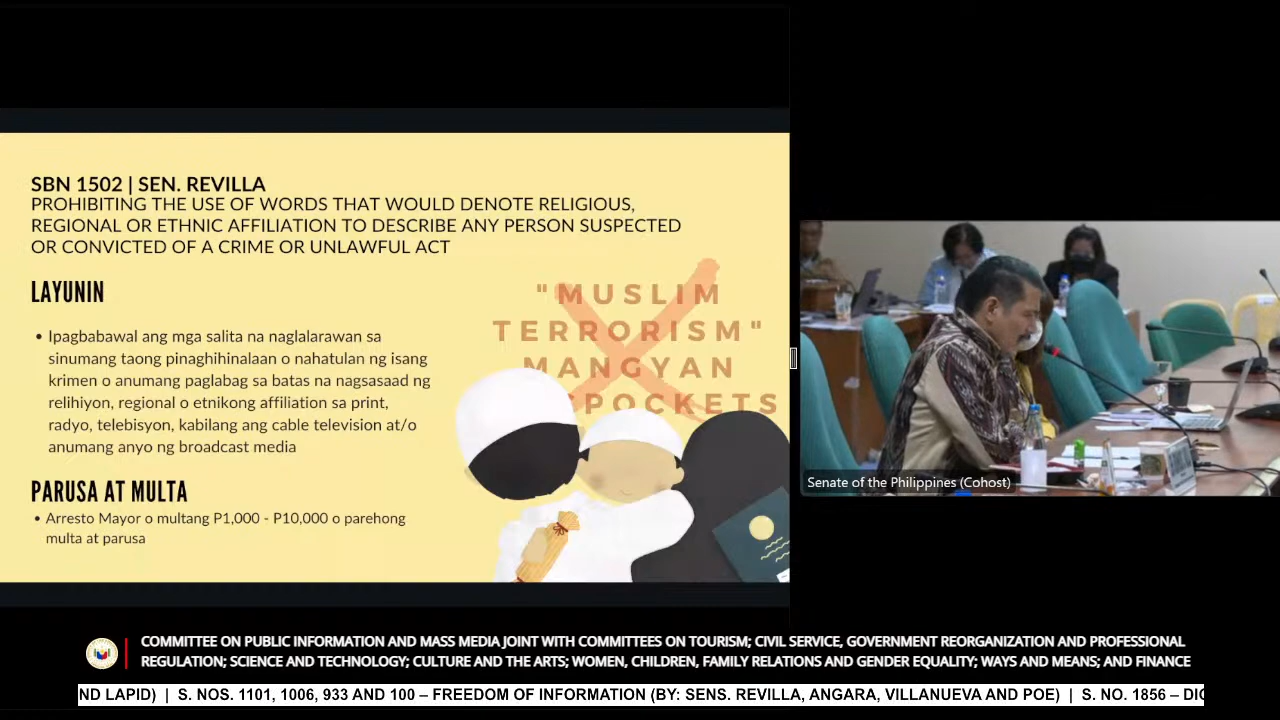 SBN 1502 | SEN. REVILLA
PROHIBITING THE USE OF WORDS THAT WOULD DENOTE RELIGIOUS,
REGIONAL OR ETHNIC AFFILIATION TO DESCRIBE ANY PERSON SUSPECTED
OR CONVICTED OF A CRIME OR UNLAWFUL ACT
LAYUNIN
• Ipagbabawal ang mga salita na naglalarawan sa
sinumang taong pinaghihinalaan o nahatulan ng isang
krimen o anumang paglabag sa batas na nagsasaad ng
relihiyon, regional o etnikong affiliation sa print,
radyo, telebisyon, kabilang ang cable television at/o
anumang anyo ng broadcast media
PARUSA AT MULTA
• Arresto Mayor o multang P1,000 - P10,000 o parehong
multa at parusa
"MUSLIM
TERRORISM"
MANGYAN
SPOCKETS
Senate of the Philippines (Cohost)
COMMITTEE ON PUBLIC INFORMATION AND MASS MEDIA JOINT WITH COMMITTEES ON TOURISM; CIVIL SERVICE, GOVERNMENT REORGANIZATION AND PROFESSIONAL
REGULATION; SCIENCE AND TECHNOLOGY; CULTURE AND THE ARTS; WOMEN, CHILDREN, FAMILY RELATIONS AND GENDER EQUALITY; WAYS AND MEANS; AND FINANCE
ND LAPID) | S. NOS. 1101, 1006, 933 AND 100 – FREEDOM OF INFORMATION (BY: SENS. REVILLA, ANGARA, VILLANUEVA AND POE) | S. NO. 1856 – DIG